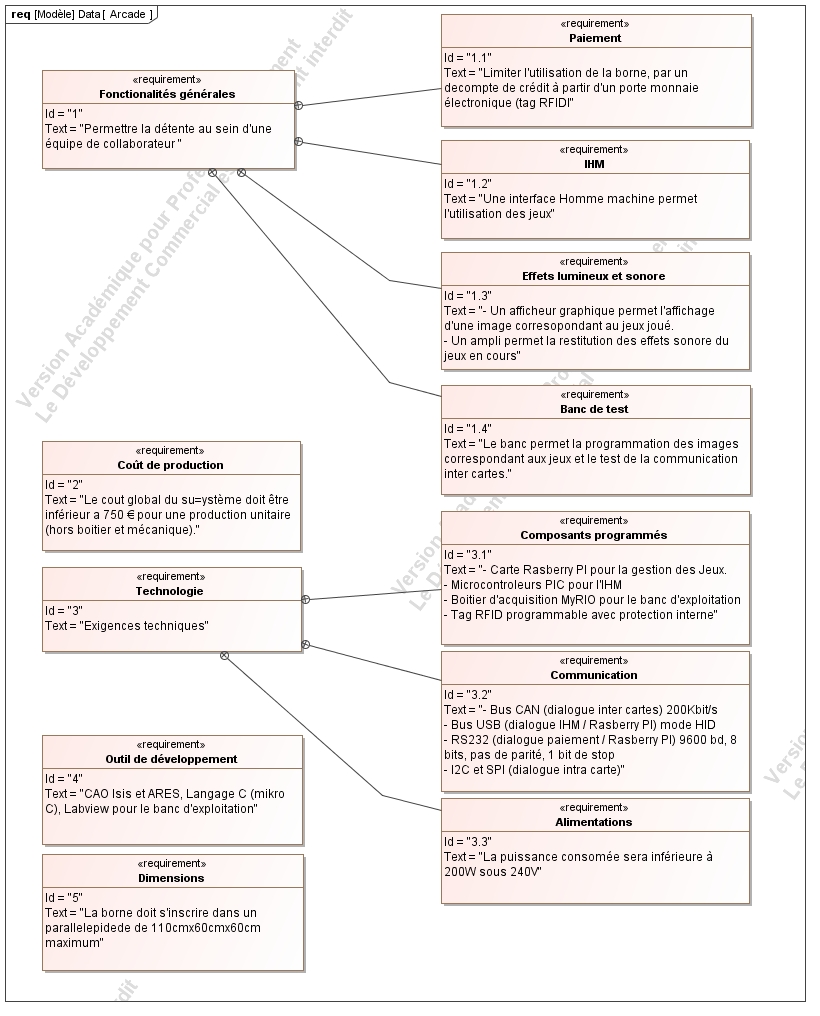 req [Modèle] Data[ Arcade ]
«requirement»
Fonctionalités générales
Id = "1"
Text = "Permettre la détente au sein d'une
équipe de collaborateur "
«requirement»
Paiement
Id = "1.1"
Text = "Limiter l'utilisation de la borne, par un
decompte de crédit à partir d'un porte monnaie
électronique (tag RFIDI"
«requirement»
IHM
Id = "1.2"
Text = "Une interface Homme machine permet
l'utilisation des jeux"
«requirement»
Effets lumineux et sonore
Id = "1.3"
Text = "- Un afficheur graphique permet l'affichage
d'une image corresopondant au jeux joué.
- Un ampli permet la restitution des effets sonore du
jeux en cours"
«requirement»
Banc de test
Id = "1.4"
Text = "Le banc permet la programmation des images
correspondant aux jeux et le test de la communication
inter cartes."
«requirement»
Coût de production
Id = "2"
Text = "Le cout global du su=ystème doit être
inférieur a 750 € pour une production unitaire
(hors boitier et mécanique)."
«requirement»
Technologie
Id = "3"
Text = "Exigences techniques"
«requirement»
Composants programmés
Id = "3.1"
Text = "- Carte Rasberry PI pour la gestion des Jeux.
- Microcontroleurs PIC pour l'IHM
- Boitier d'acquisition MyRIO pour le banc d'exploitation
- Tag RFID programmable avec protection interne"
«requirement»
Communication
Id = "3.2"
Text = "- Bus CAN (dialogue inter cartes) 200Kbit/s
- Bus USB (dialogue IHM / Rasberry PI) mode HID
- RS232 (dialogue paiement / Rasberry PI) 9600 bd, 8
bits, pas de parité, 1 bit de stop
- I2C et SPI (dialogue intra carte)"
«requirement»
Alimentations
Id = "3.3"
Text = "La puissance consomée sera inférieure à
200W sous 240V"
«requirement»
Outil de développement
Id = "4"
Text = "CAO Isis et ARES, Langage C (mikro
C), Labview pour le banc d'exploitation"
«requirement»
Dimensions
Id = "5"
Text = "La borne doit s'inscrire dans un
parallelepidede de 110cmx60cmx60cm
maximum"
Version Académique pour
Le Développement Commercial
interdit